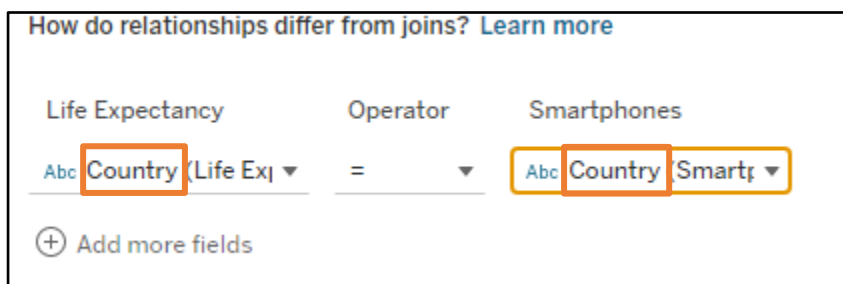 How do relationships differ from joins? Learn more
Life Expectancy Operator Smartphones
Abc Country (Life Exp = Abc Country (Smartp
Add more fields